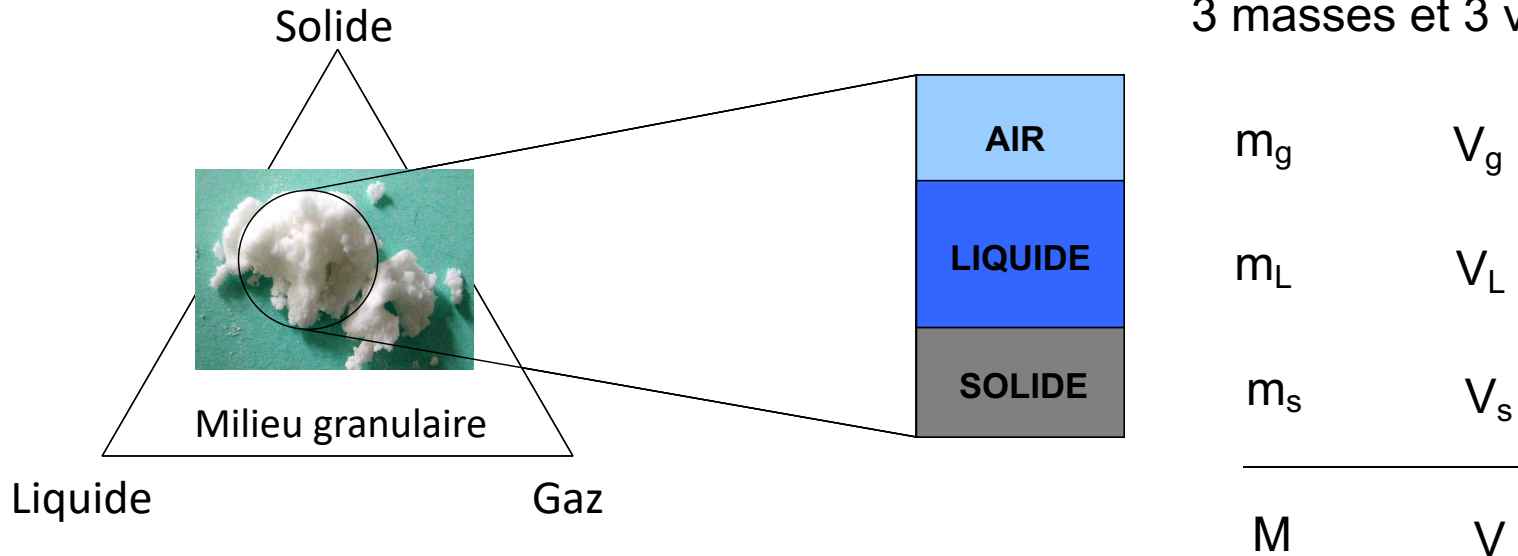 3 masses et 3 v
Solide
AIR
m_g V_g
LIQUIDE
m_L V_L
SOLIDE
m_s V_s
Milieu granulaire
Liquide Gaz
M V